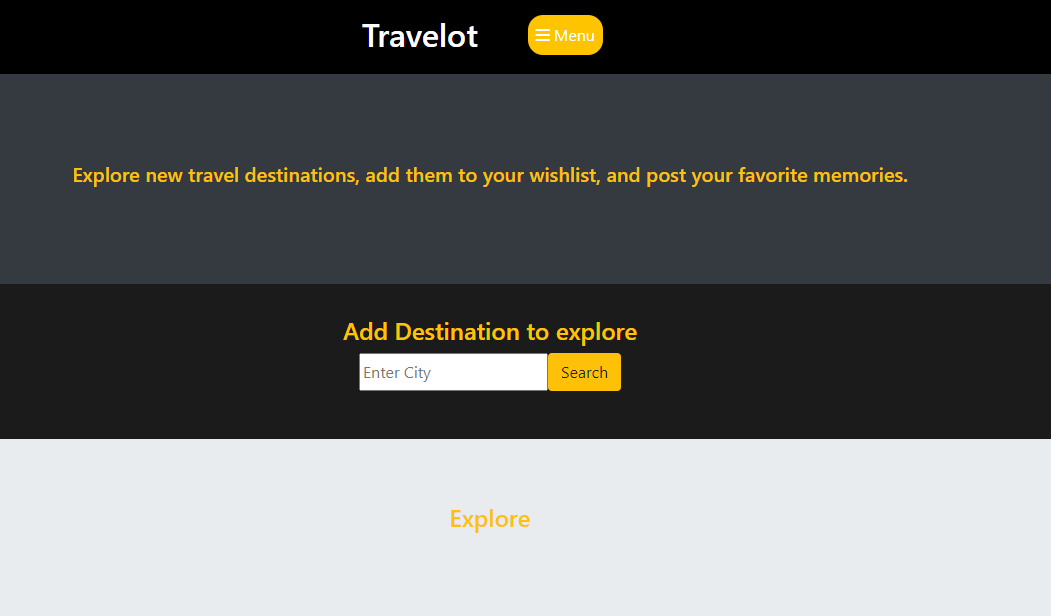 Travelot
Menu
Explore new travel destinations, add them to your wishlist, and post your favorite memories.
Add Destination to explore
Enter City
Search
Explore